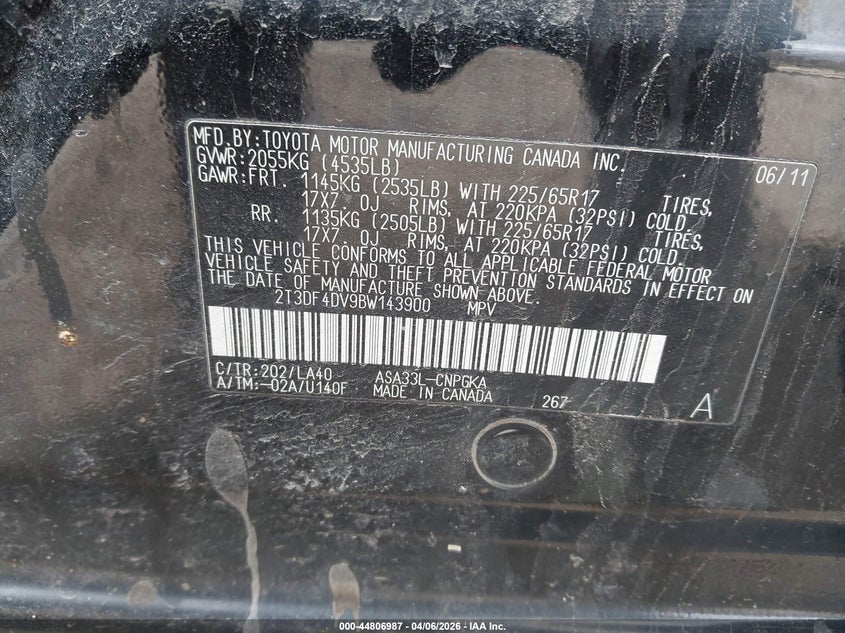 MFD.BY:TOYOTA MOTOR MANUFACTURING CANADA INC.
GVWR:2055KG (4535LB) 06/11
GAWR:FRT. 1145KG (2535LB) WITH 225/65R17 TIRES,
17X7 OJ RIMS, AT 220KPA (32PSI) COLD.
RR. 1135KG (2505LB) WITH 225/65R17 TIRES,
17X7 OJ RIMS, AT 220KPA (32PSI) COLD.
THIS VEHICLE CONFORMS TO ALL APPLICABLE FEDERAL MOTOR
VEHICLE SAFETY AND THEFT PREVENTION STANDARDS IN EFFECT ON
THE DATE OF MANUFACTURE SHOWN ABOVE.
2T3DF4DV9BW143900 MPV
C/TR:202/LA40 ASA33L-CNPGKA
A/TM:-02A/U140F MADE IN CANADA 267 A
000-44806987 - 04/06/2026 - IAA Inc.